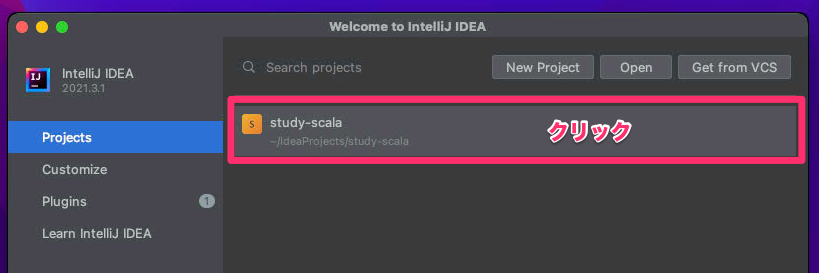 Welcome to IntelliJ IDEA
IJ
IntelliJ IDEA
2021.3.1
Search projects
New Project
Open
Get from VCS
Projects
Customize
Plugins
1
Learn IntelliJ IDEA
S
study-scala
~/IdeaProjects/study-scala
クリック